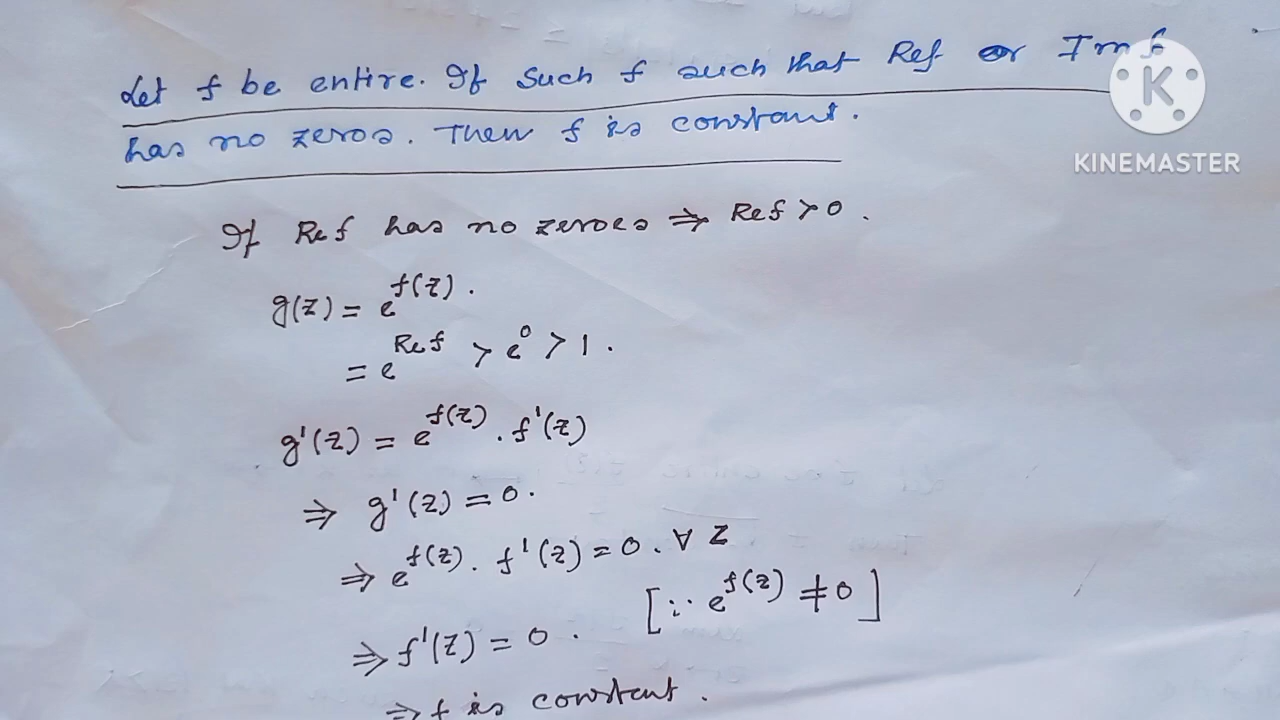 Let f be entire. If Such f such that Ref or Imf
has no zeros. Then f is constant.
K
KINEMASTER
If Ref has no zeroes ⇒ Ref > 0.
g(z) = e^f(z).
= e^Ref > e^0 > 1.
g'(z) = e^f(z). f'(z)
⇒ g'(z) = 0.
⇒ e^f(z). f'(z) = 0. ∀ z
⇒ f'(z) = 0. [∵ e^f(z) ≠ 0]
⇒ f is constant.